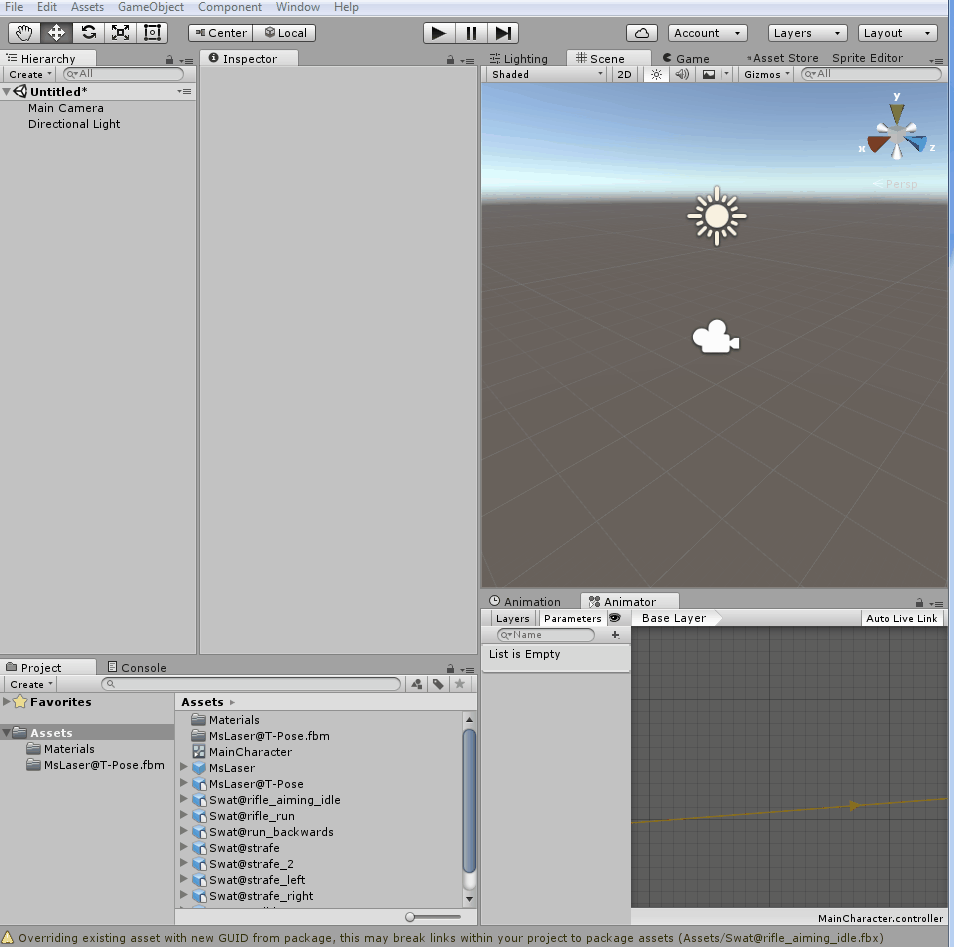 File Edit Assets GameObject Component Window Help
Center Local Account Layers Layout
Hierarchy
Create All
Untitled*
Main Camera
Directional Light
Inspector
Lighting Scene Game Asset Store Sprite Editor
Shaded 2D Gizmos All
y
x z
Persp
Animation Animator
Layers Parameters Base Layer Auto Live Link
Name +
List is Empty
MainCharacter.controller
Project Console
Create
Favorites
Assets
Materials
MsLaser@T-Pose.fbm
Assets
Materials
MsLaser@T-Pose.fbm
MainCharacter
MsLaser
MsLaser@T-Pose
Swat@rifle_aiming_idle
Swat@rifle_run
Swat@run_backwards
Swat@strafe
Swat@strafe_2
Swat@strafe_left
Swat@strafe_right
Overriding existing asset with new GUID from package, this may break links within your project to package assets (Assets/Swat@rifle_aiming_idle.fbx)